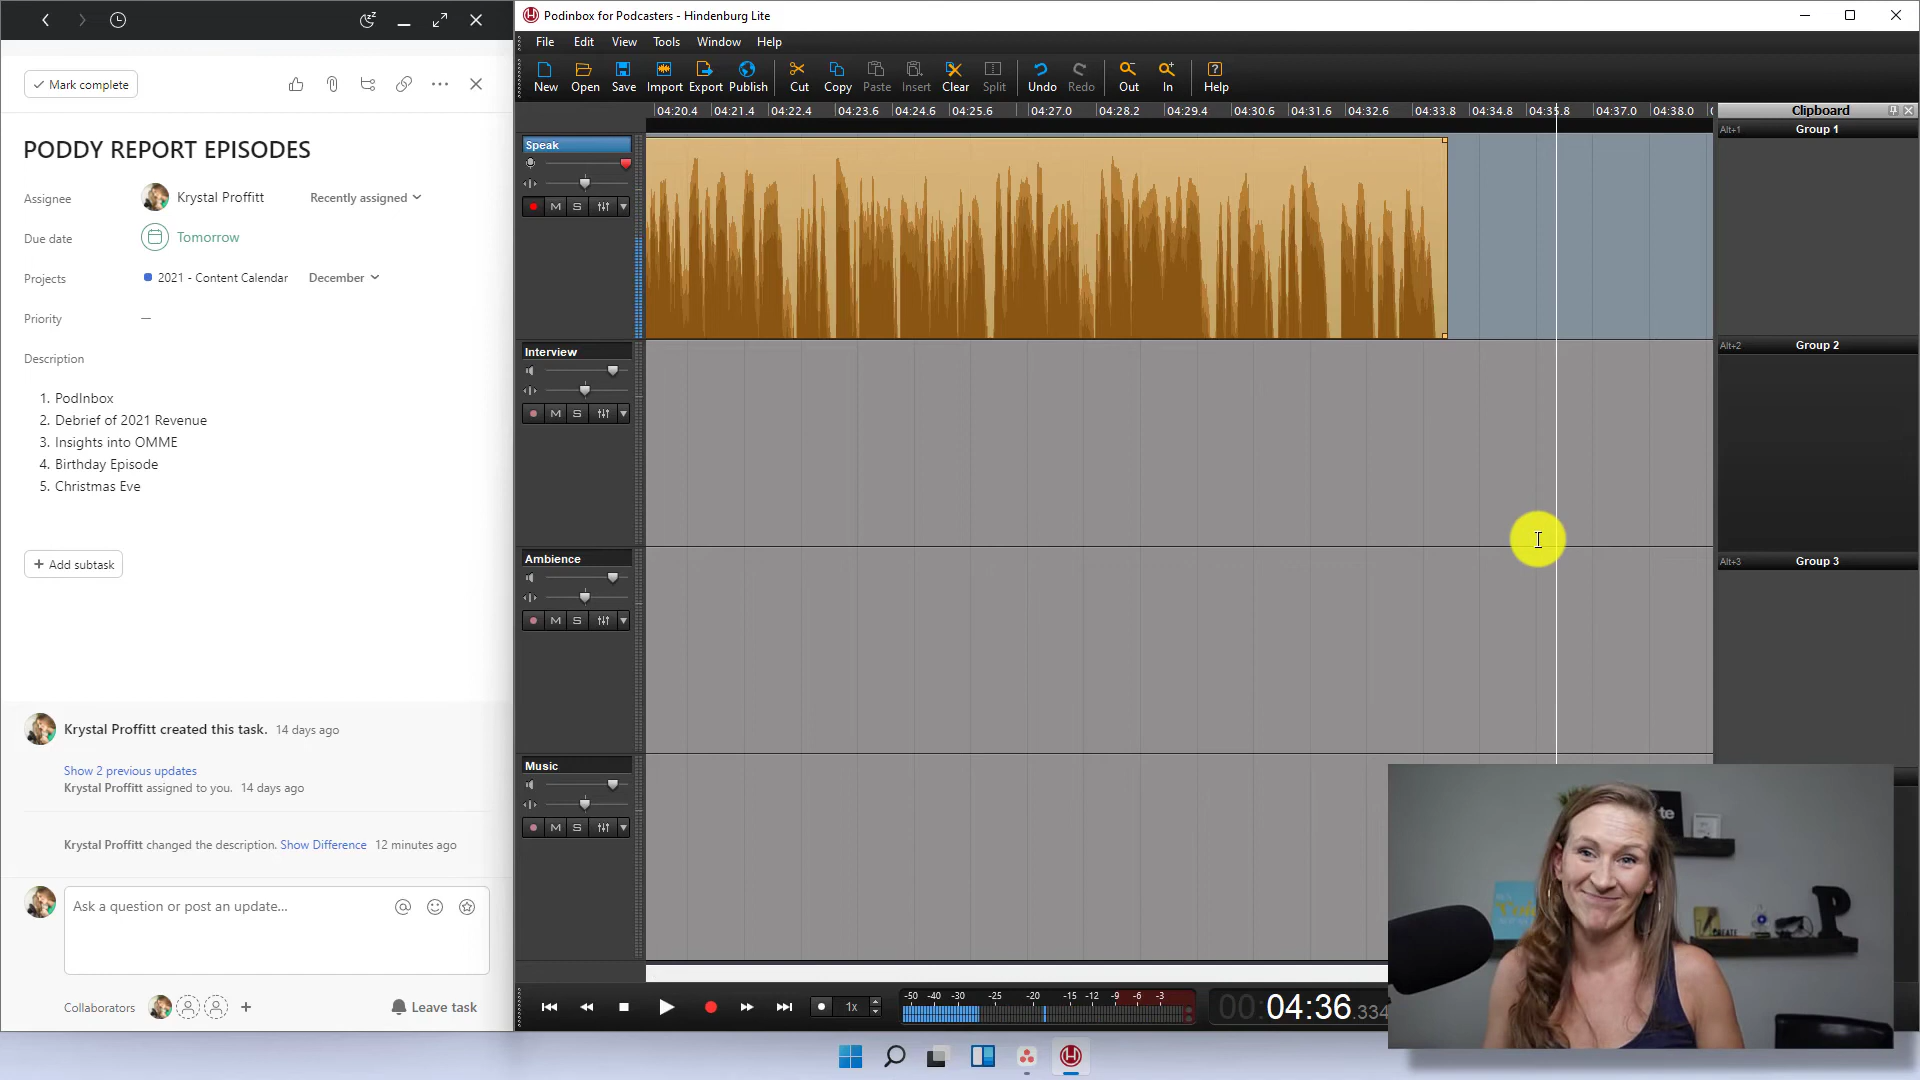 Mark complete
PODDY REPORT EPISODES
Assignee
Krystal Proffitt
Recently assigned
Due date
Tomorrow
Projects
2021 - Content Calendar
December
Priority
—
Description
1. PodInbox
2. Debrief of 2021 Revenue
3. Insights into OMME
4. Birthday Episode
5. Christmas Eve
+ Add subtask
Krystal Proffitt created this task. 14 days ago
Show 2 previous updates
Krystal Proffitt assigned to you. 14 days ago
Krystal Proffitt changed the description. Show Difference 12 minutes ago
Ask a question or post an update...
Collaborators
Leave task
Podinbox for Podcasters - Hindenburg Lite
File Edit View Tools Window Help
New Open Save Import Export Publish Cut Copy Paste Insert Clear Split Undo Redo Out In Help
04:20.4 04:21.4 04:22.4 04:23.6 04:24.6 04:25.6 04:27.0 04:28.2 04:29.4 04:30.6 04:31.6 04:32.6 04:33.8 04:34.8 04:35.8 04:37.0 04:38.0
Speak
M S
Interview
M S
Ambience
M S
Music
M S
Clipboard
Alt+1 Group 1
Alt+2 Group 2
Alt+3 Group 3
1x
-50 -40 -30 -25 -20 -15 -12 -9 -6 -3
00:04:36.334
CREATE
P